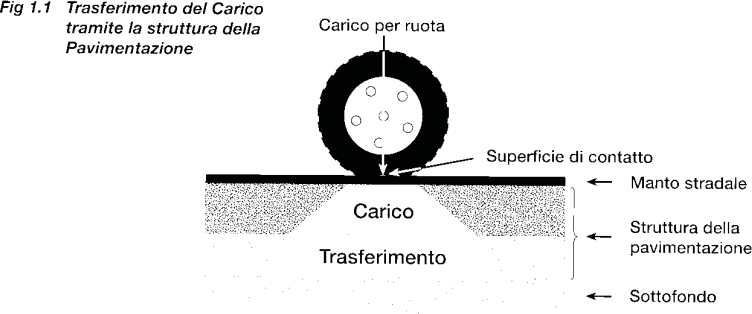 Fig 1.1 Trasferimento del Carico
tramite la struttura della
Pavimentazione
Carico per ruota
Superficie di contatto
Manto stradale
Carico
Struttura della
pavimentazione
Trasferimento
Sottofondo